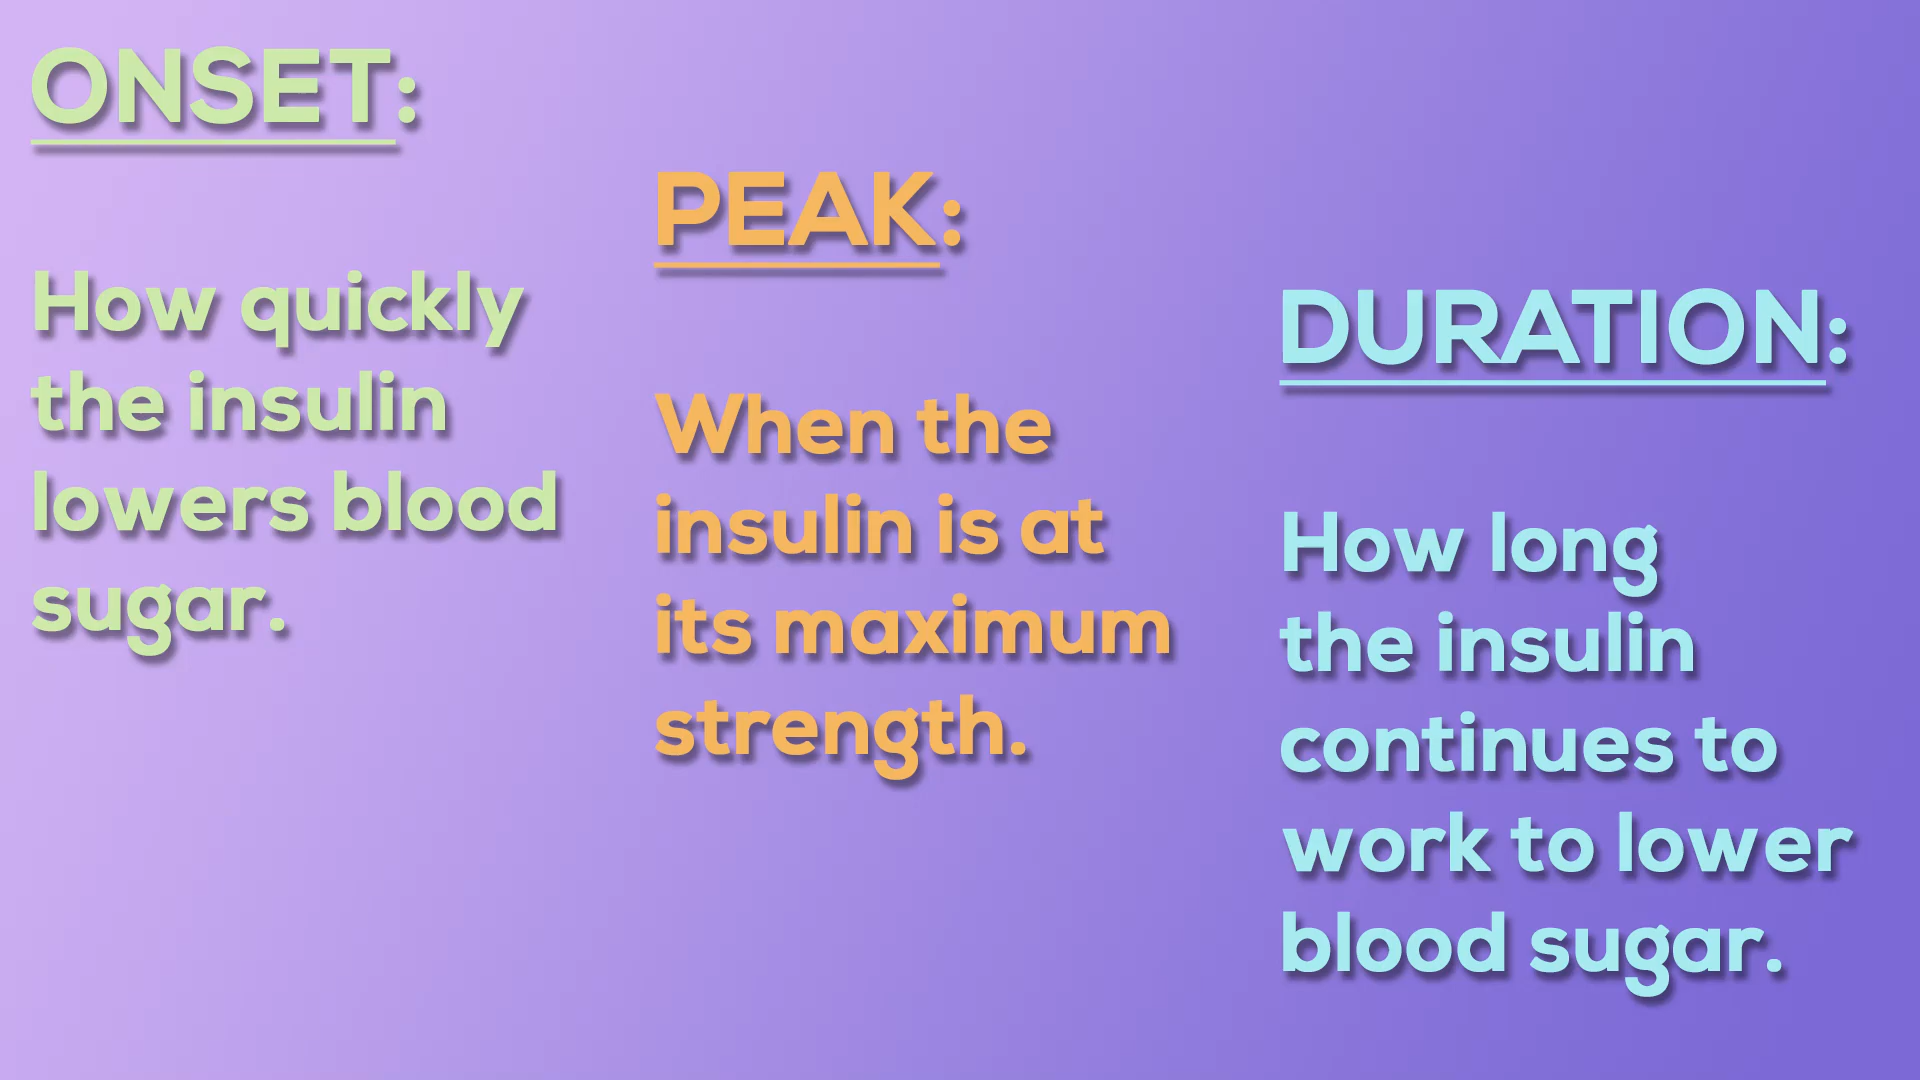 ONSET:
How quickly
the insulin
lowers blood
sugar.
PEAK:
When the
insulin is at
its maximum
strength.
DURATION:
How long
the insulin
continues to
work to lower
blood sugar.